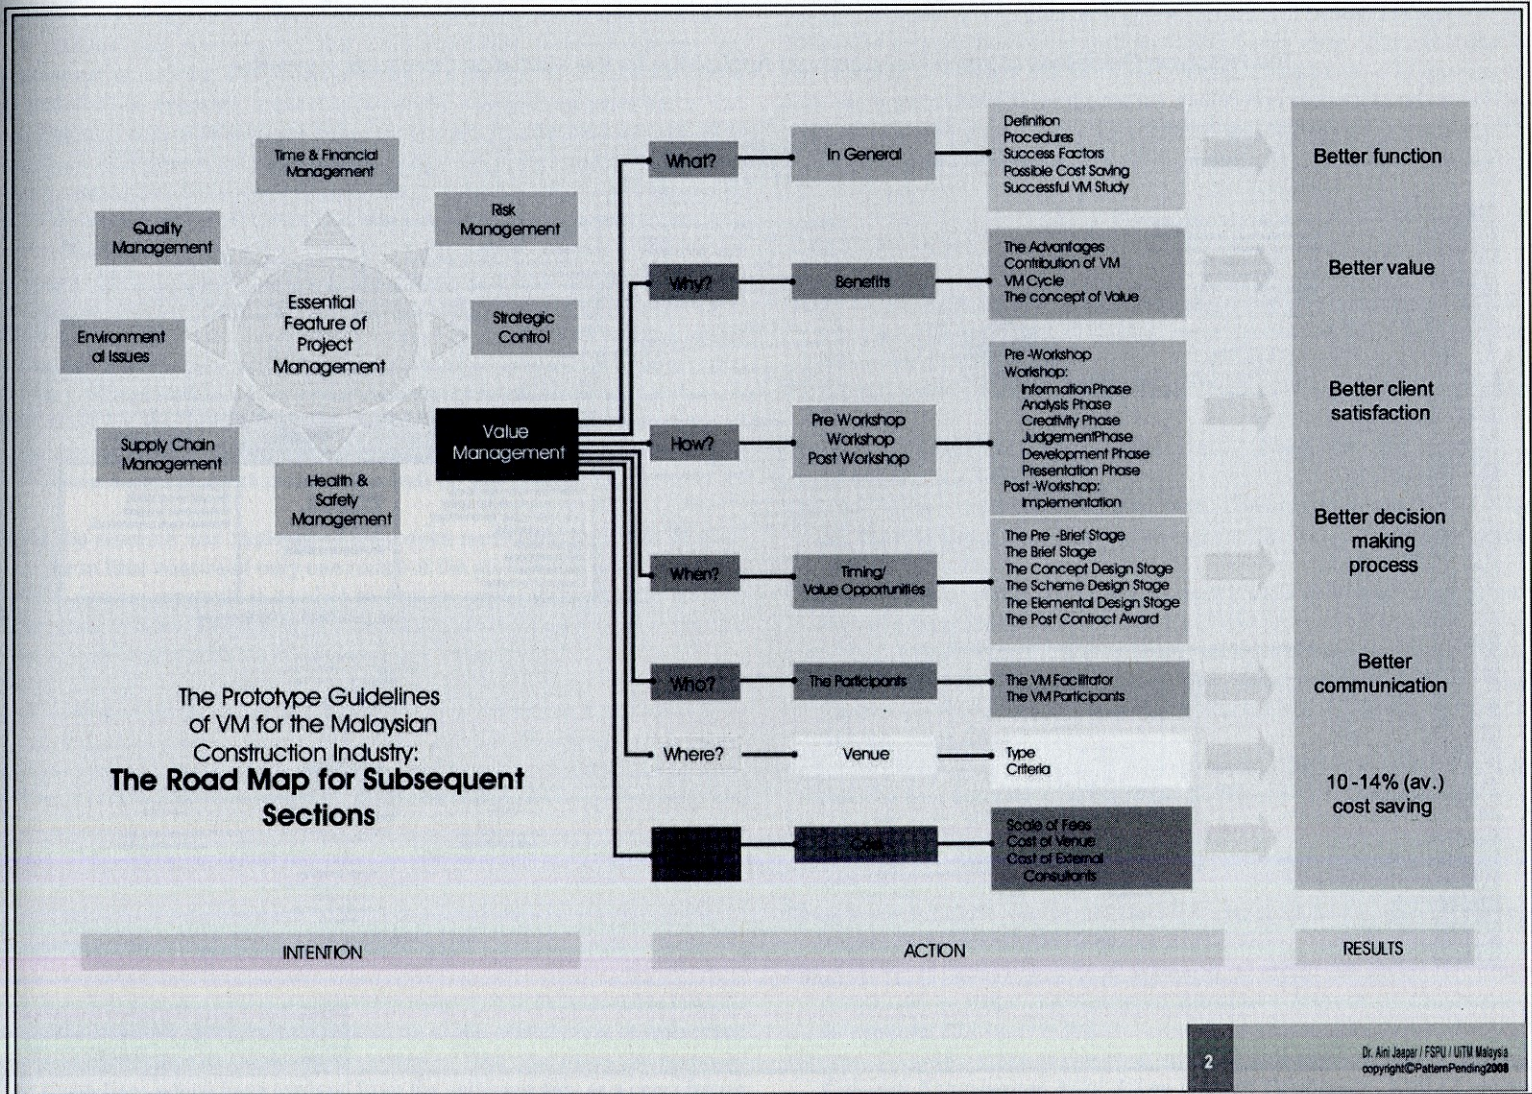 Time & Financial
Management
Risk
Management
Quality
Management
Essential
Feature of
Project
Management
Strategic
Control
Environment
al Issues
Supply Chain
Management
Health &
Safety
Management
Value
Management
The Prototype Guidelines
of VM for the Malaysian
Construction Industry:
The Road Map for Subsequent
Sections
What?
In General
Definition
Procedures
Success Factors
Possible Cost Saving
Successful VM Study
Why?
Benefits
The Advantages
Contribution of VM
VM Cycle
The concept of Value
How?
Pre Workshop
Workshop
Post Workshop
Pre -Workshop
Workshop:
InformationPhase
Analysis Phase
Creativity Phase
JudgementPhase
Development Phase
Presentation Phase
Post -Workshop:
Implementation
When?
Timing/
Value Opportunities
The Pre -Brief Stage
The Brief Stage
The Concept Design Stage
The Scheme Design Stage
The Elemental Design Stage
The Post Contract Award
Who?
The Participants
The VM Facilitator
The VM Participants
Where?
Venue
Type
Criteria
Cost
Scale of Fees
Cost of Venue
Cost of External
Consultants
Better function
Better value
Better client
satisfaction
Better decision
making
process
Better
communication
10 -14% (av.)
cost saving
INTENTION
ACTION
RESULTS
2
Dr. Aini Jaapar / FSPU / UiTM Malaysia
copyright©PatternPending2008